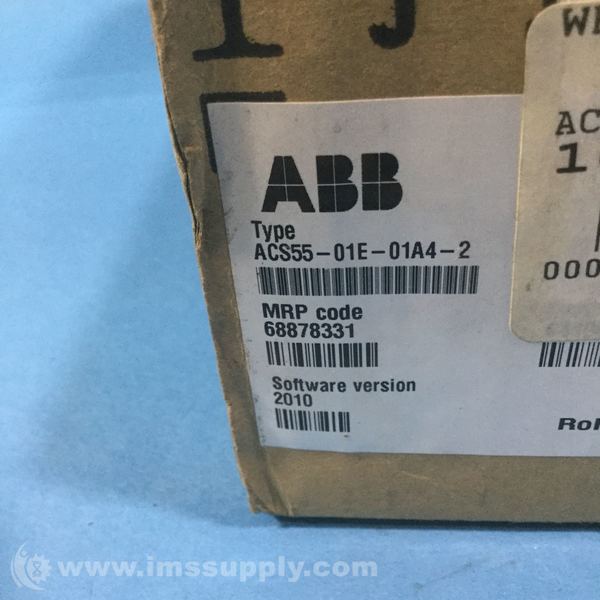 ABB
Type
ACS55-01E-01A4-2
MRP code
68878331
Software version
2010
www.imssupply.com